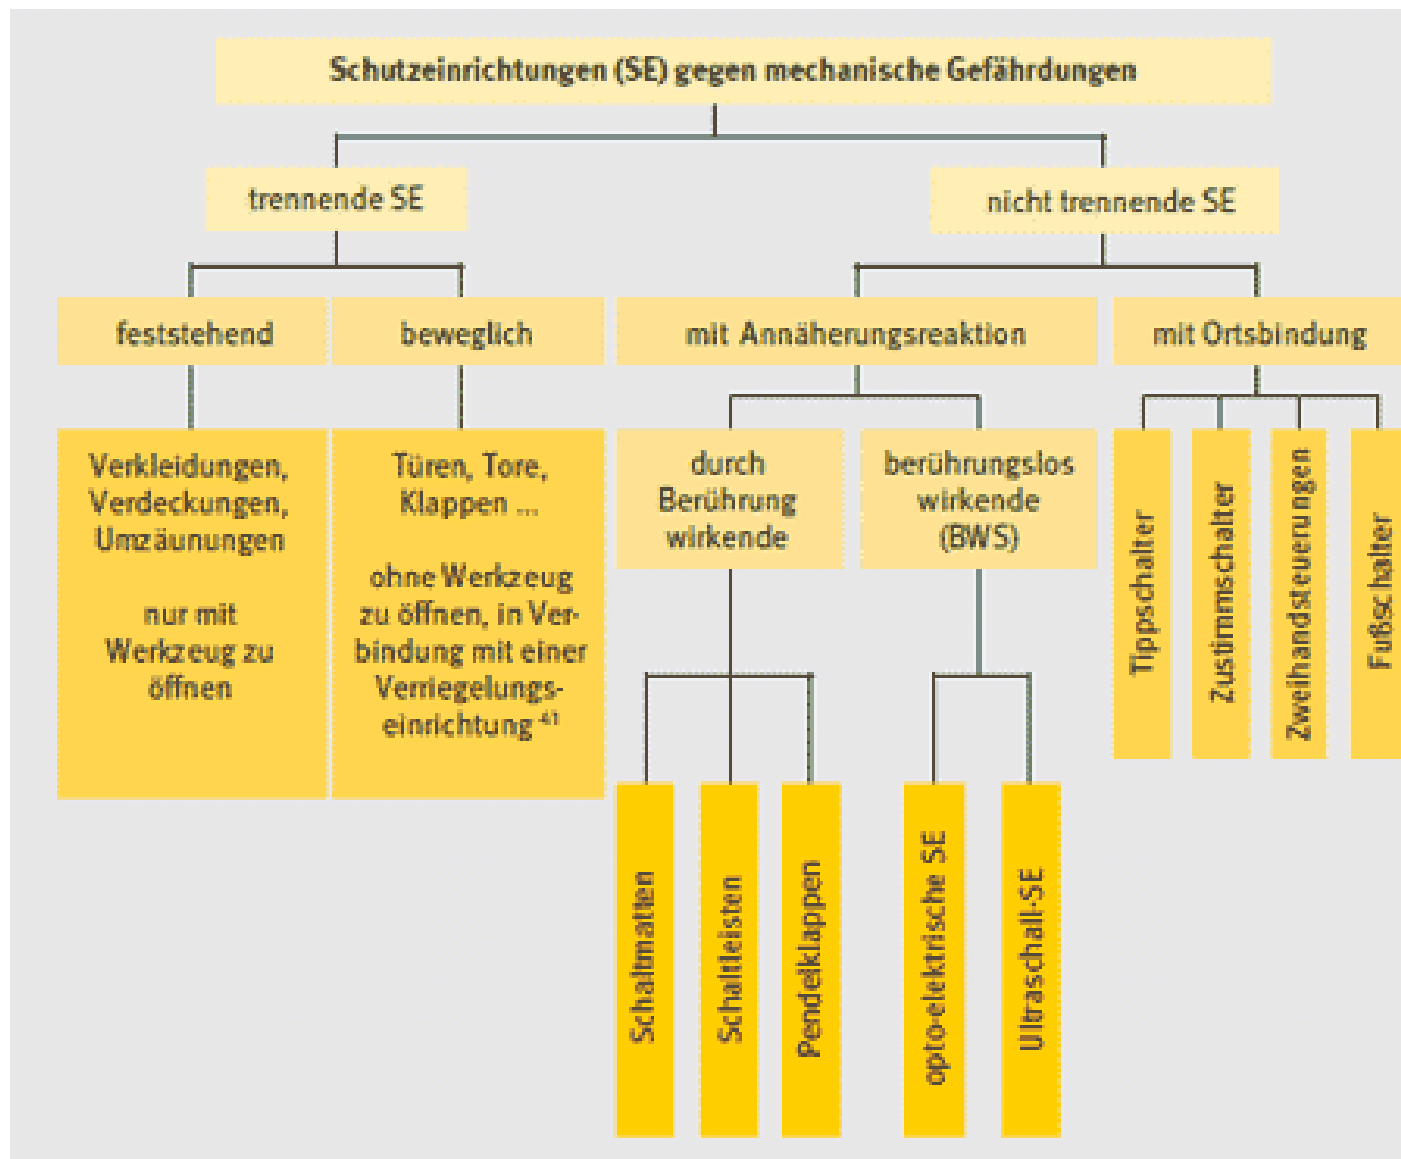 Schutzeinrichtungen (SE) gegen mechanische Gefährdungen
trennende SE
nicht trennende SE
feststehend
beweglich
mit Annäherungsreaktion
mit Ortsbindung
Verkleidungen,
Verdeckungen,
Umzäunungen
nur mit
Werkzeug zu
öffnen
Türen, Tore,
Klappen ...
ohne Werkzeug
zu öffnen, in Ver-
bindung mit einer
Verriegelungs-
einrichtung 41
durch
Berührung
wirkende
berührungslos
wirkende
(BWS)
Tippschalter
Zustimmschalter
Zweihandsteuerungen
Fußschalter
Schaltmatten
Schaltleisten
Pendelklappen
opto-elektrische SE
Ultraschall-SE